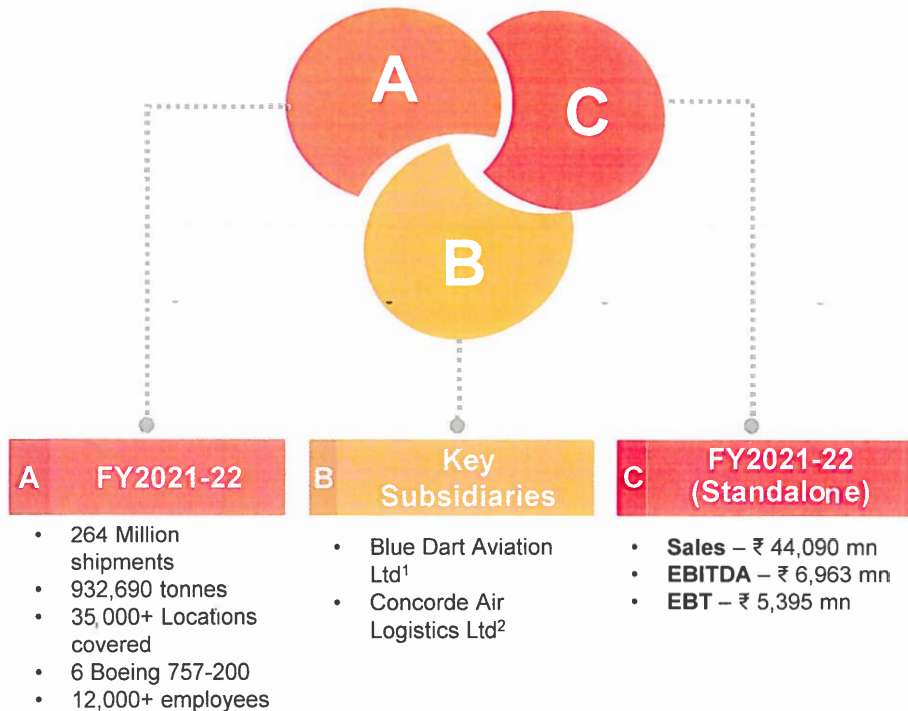 A
C
B
A FY2021-22
• 264 Million
shipments
• 932,690 tonnes
• 35,000+ Locations
covered
• 6 Boeing 757-200
• 12,000+ employees
B Key
Subsidiaries
• Blue Dart Aviation
Ltd¹
• Concorde Air
Logistics Ltd²
C FY2021-22
(Standalone)
• Sales – ₹ 44,090 mn
• EBITDA – ₹ 6,963 mn
• EBT – ₹ 5,395 mn